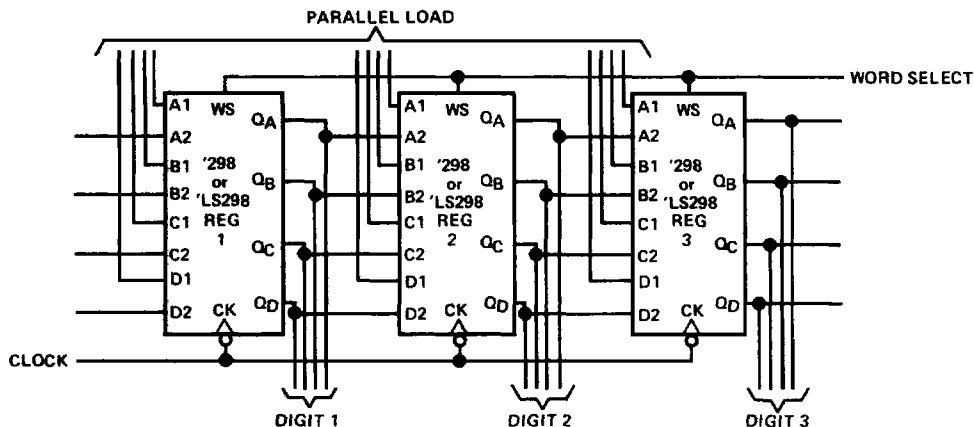 PARALLEL LOAD
WORD SELECT
A1
WS
QA
A2
B1
'298
or
'LS298
REG
1
QB
B2
C1
QC
C2
D1
QD
D2
CK
A1
WS
QA
A2
B1
'298
or
'LS298
REG
2
QB
B2
C1
QC
C2
D1
QD
D2
CK
A1
WS
QA
A2
B1
'298
or
'LS298
REG
3
QB
B2
C1
QC
C2
D1
QD
D2
CK
CLOCK
DIGIT 1
DIGIT 2
DIGIT 3